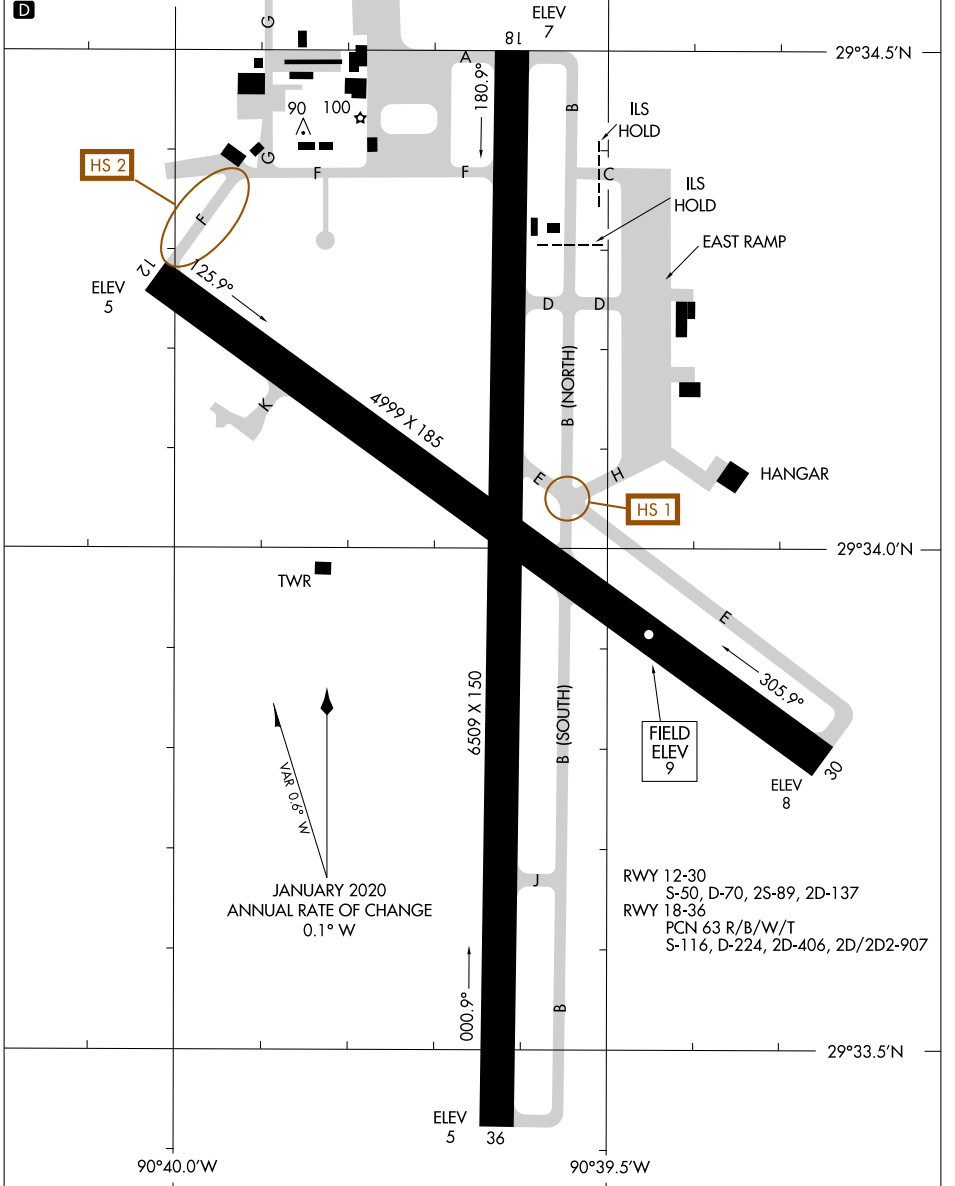 D
ELEV
7
18
29°34.5'N
G
A
180.9°
B
90
100
ILS
HOLD
HS 2
G
F
F
C
ILS
HOLD
F
EAST RAMP
12
125.9°
ELEV
5
D
D
B (NORTH)
K
4999 X 185
E
H
HANGAR
HS 1
29°34.0'N
TWR
E
305.9°
6509 X 150
B (SOUTH)
FIELD
ELEV
9
30
ELEV
8
VAR 0.6° W
JANUARY 2020
ANNUAL RATE OF CHANGE
0.1° W
J
RWY 12-30
S-50, D-70, 2S-89, 2D-137
RWY 18-36
PCN 63 R/B/W/T
S-116, D-224, 2D-406, 2D/2D2-907
000.9°
B
29°33.5'N
ELEV
5
36
90°40.0'W
90°39.5'W